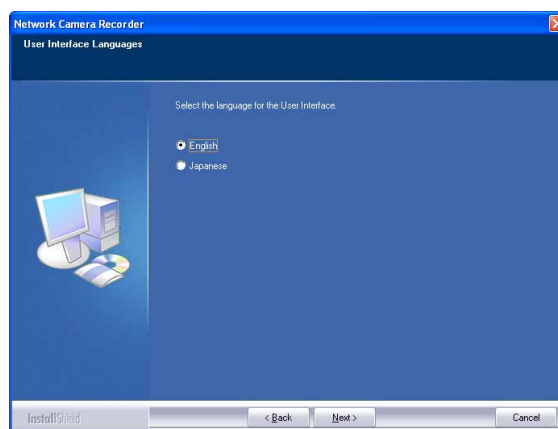 Network Camera Recorder
User Interface Languages
Select the language for the User Interface.
English
Japanese
InstallShield
< Back
Next >
Cancel